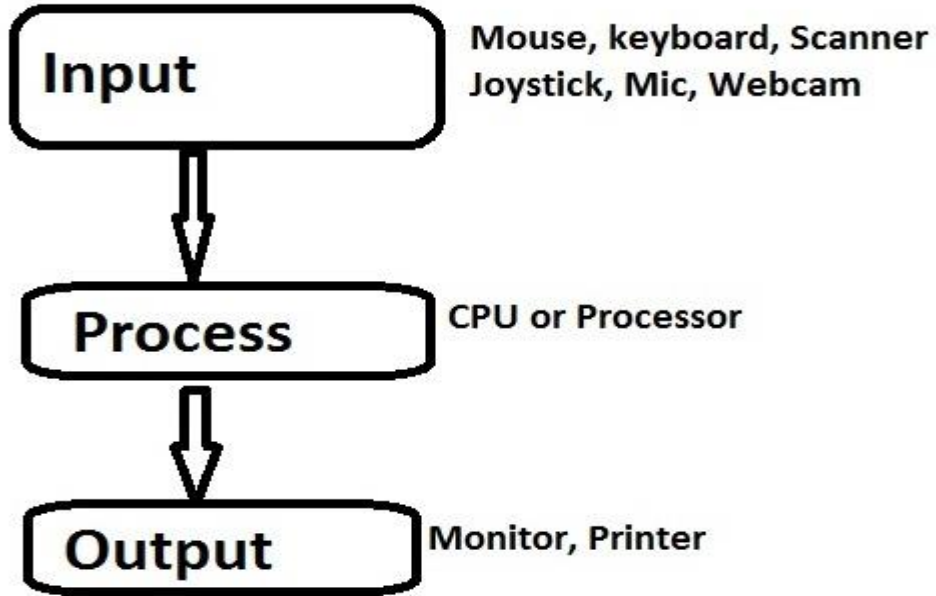 Input
Mouse, keyboard, Scanner
Joystick, Mic, Webcam
Process
CPU or Processor
Output
Monitor, Printer